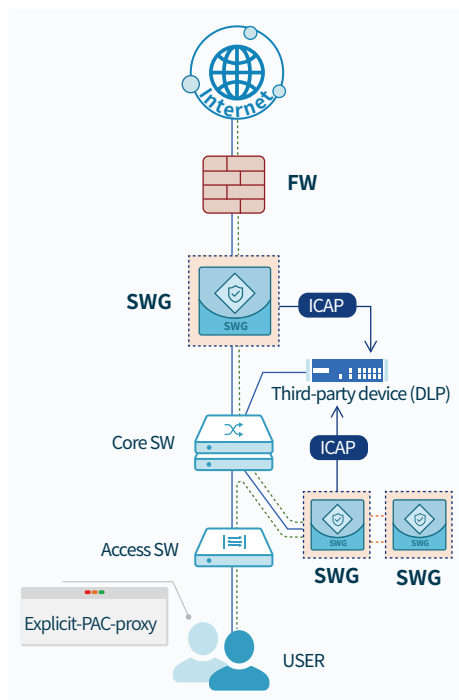 Internet
FW
SWG
SWG
ICAP
Third-party device (DLP)
Core SW
ICAP
SWG
SWG
Access SW
SWG
SWG
Explicit-PAC-proxy
USER